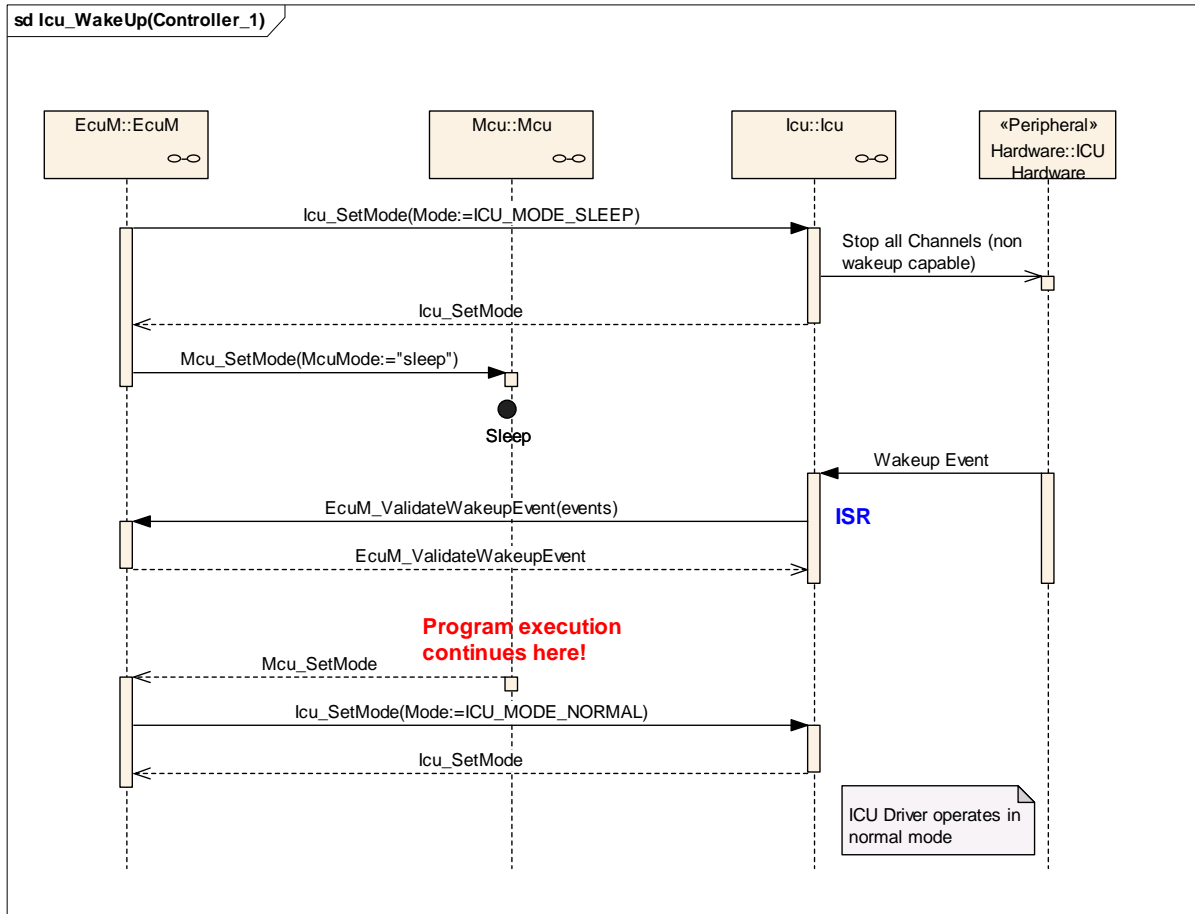 sd Icu_WakeUp(Controller_1)
EcuM::EcuM
Mcu::Mcu
Icu::Icu
«Peripheral»
Hardware::ICU
Hardware
Icu_SetMode(Mode:=ICU_MODE_SLEEP)
Stop all Channels (non
wakeup capable)
Icu_SetMode
Mcu_SetMode(McuMode:="sleep")
Sleep
Wakeup Event
EcuM_ValidateWakeupEvent(events)
ISR
EcuM_ValidateWakeupEvent
Program execution
continues here!
Mcu_SetMode
Icu_SetMode(Mode:=ICU_MODE_NORMAL)
Icu_SetMode
ICU Driver operates in
normal mode